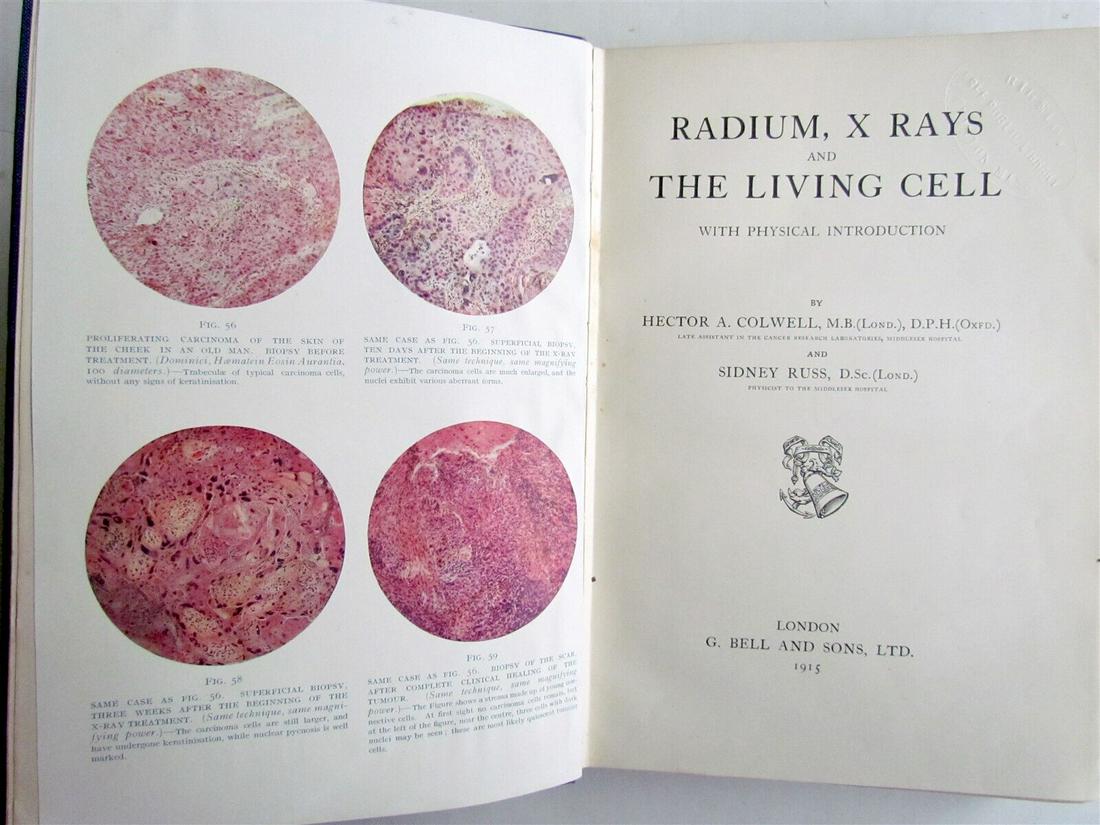 Fig. 56
PROLIFERATING CARCINOMA OF THE SKIN OF
THE CHEEK IN AN OLD MAN. BIOPSY BEFORE
TREATMENT. (Dominici, Hæmatein Eosin Aurantia,
100 diameters.)—Trabeculæ of typical carcinoma cells,
without any signs of keratinisation.
Fig. 57
SAME CASE AS FIG. 56. SUPERFICIAL BIOPSY,
TEN DAYS AFTER THE BEGINNING OF THE X-RAY
TREATMENT. (Same technique, same magnifying
power.)—The carcinoma cells are much enlarged, and the
nuclei exhibit various aberrant forms.
Fig. 58
SAME CASE AS FIG. 56. SUPERFICIAL BIOPSY,
THREE WEEKS AFTER THE BEGINNING OF THE
X-RAY TREATMENT. (Same technique, same magni-
fying power.)—The carcinoma cells are still larger, and
have undergone keratinisation, while nuclear pycnosis is well
marked.
Fig. 59
SAME CASE AS FIG. 56. BIOPSY OF THE SCAR,
AFTER COMPLETE CLINICAL HEALING OF THE
TUMOUR. (Same technique, same magnifying
power.)—The Figure shows a stroma made up of young con-
nective cells. At first sight no carcinoma cells remain, but
at the left of the figure, near the centre, three cells with dark
nuclei may be seen; these are most likely quiescent tumour
cells.
RADIUM, X RAYS
AND
THE LIVING CELL
WITH PHYSICAL INTRODUCTION
BY
HECTOR A. COLWELL, M.B.(Lond.), D.P.H.(Oxfd.)
LATE ASSISTANT IN THE CANCER RESEARCH LABORATORIES, MIDDLESEX HOSPITAL
AND
SIDNEY RUSS, D.Sc.(Lond.)
PHYSICIST TO THE MIDDLESEX HOSPITAL
LONDON
G. BELL AND SONS, LTD.
1915